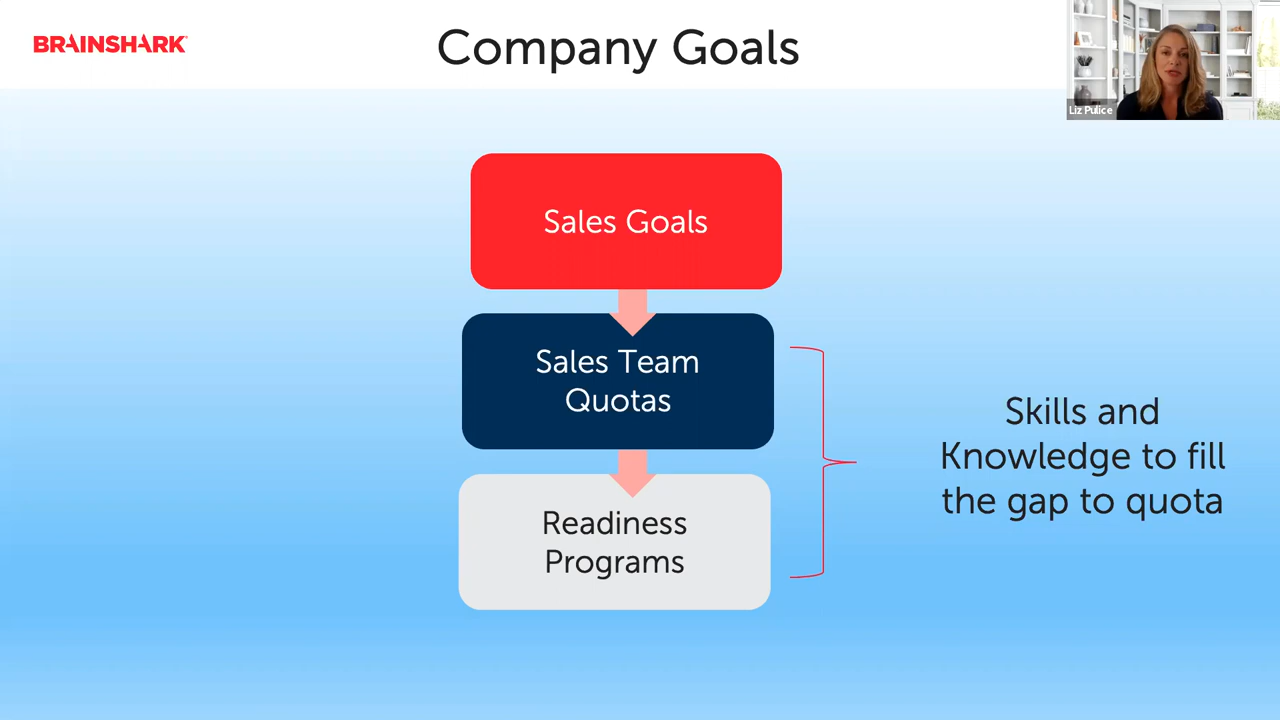 BRAINSHARK
Company Goals
Liz Pulice
Sales Goals
Sales Team
Quotas
Skills and
Knowledge to fill
the gap to quota
Readiness
Programs